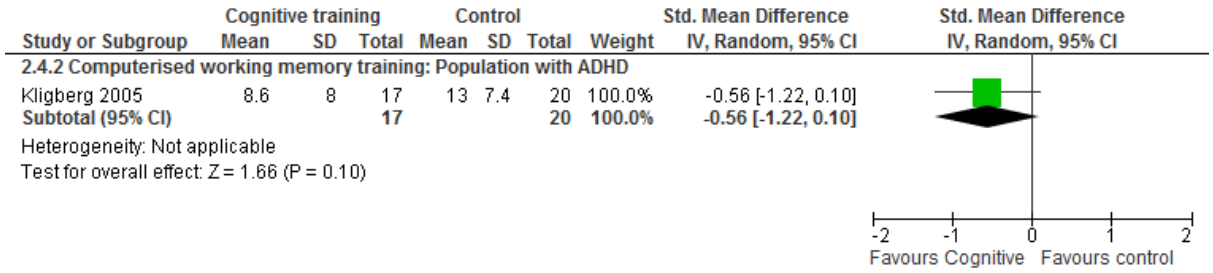 Cognitive training Control Std. Mean Difference Std. Mean Difference
Study or Subgroup Mean SD Total Mean SD Total Weight IV, Random, 95% CI IV, Random, 95% CI
2.4.2 Computerised working memory training: Population with ADHD
Kligberg 2005 8.6 8 17 13 7.4 20 100.0% -0.56 [-1.22, 0.10]
Subtotal (95% CI) 17 20 100.0% -0.56 [-1.22, 0.10]
Heterogeneity: Not applicable
Test for overall effect: Z = 1.66 (P = 0.10)
-2 -1 0 1 2
Favours Cognitive Favours control